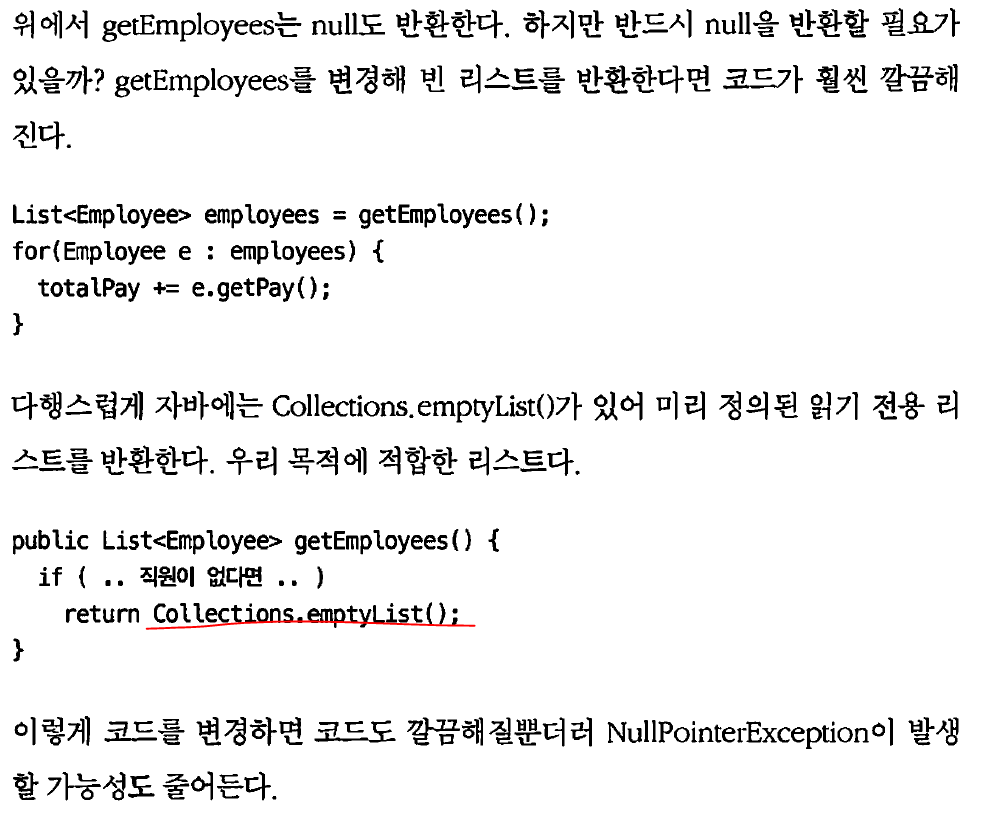 위에서 getEmployees는 null도 반환한다. 하지만 반드시 null을 반환할 필요가
있을까? getEmployees를 변경해 빈 리스트를 반환한다면 코드가 훨씬 깔끔해
진다.
List<Employee> employees = getEmployees();
for(Employee e : employees) {
  totalPay += e.getPay();
}
다행스럽게 자바에는 Collections.emptyList()가 있어 미리 정의된 읽기 전용 리
스트를 반환한다. 우리 목적에 적합한 리스트다.
public List<Employee> getEmployees() {
  if ( .. 직원이 없다면 .. )
    return Collections.emptyList();
}
이렇게 코드를 변경하면 코드도 깔끔해질뿐더러 NullPointerException이 발생
할 가능성도 줄어든다.